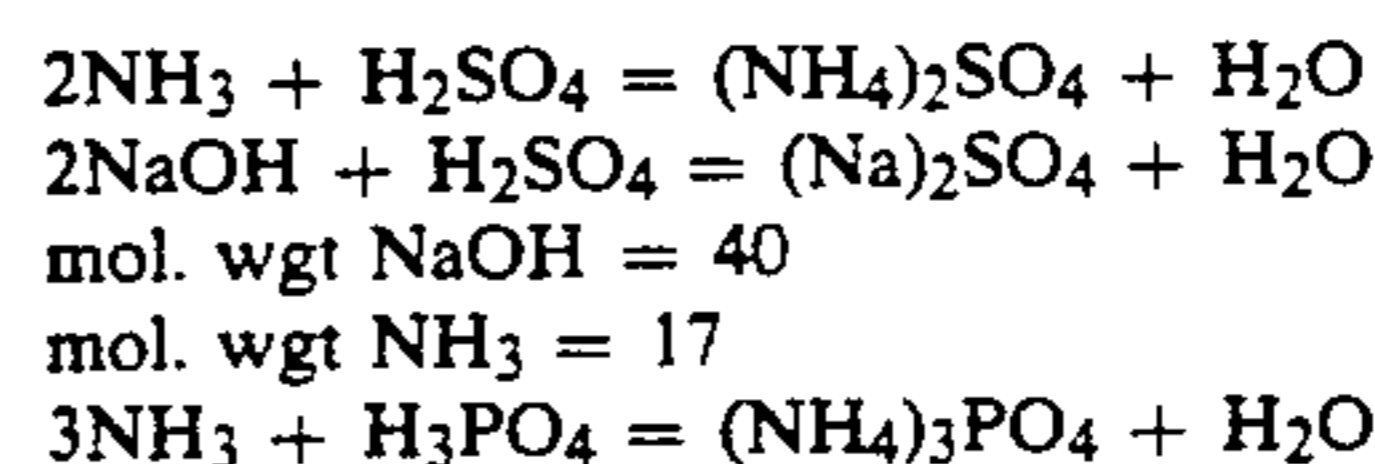 2NH₃ + H₂SO₄ = (NH₄)₂SO₄ + H₂O
2NaOH + H₂SO₄ = (Na)₂SO₄ + H₂O
mol. wgt NaOH = 40
mol. wgt NH₃ = 17
3NH₃ + H₃PO₄ = (NH₄)₃PO₄ + H₂O